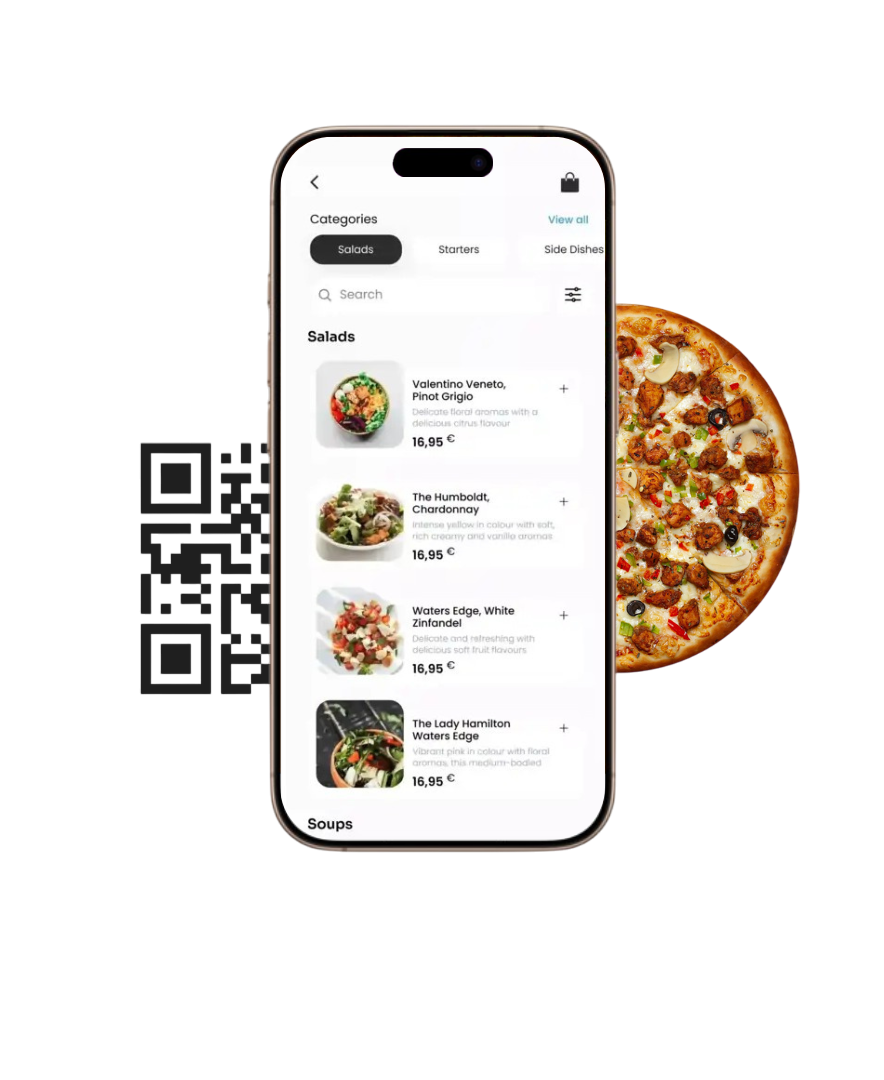 Categories
View all
Salads
Starters
Side Dishes
Search
Salads
Valentino Veneto,
Pinot Grigio
Delicate floral aromas with a
delicious citrus flavour
16,95 €
The Humboldt,
Chardonnay
Intense yellow in colour with soft,
rich creamy and vanilla aromas
16,95 €
Waters Edge, White
Zinfandel
Delicate and refreshing with
delicious soft fruit flavours
16,95 €
The Lady Hamilton
Waters Edge
Vibrant pink in colour with floral
aromas, this medium-bodied
16,95 €
Soups